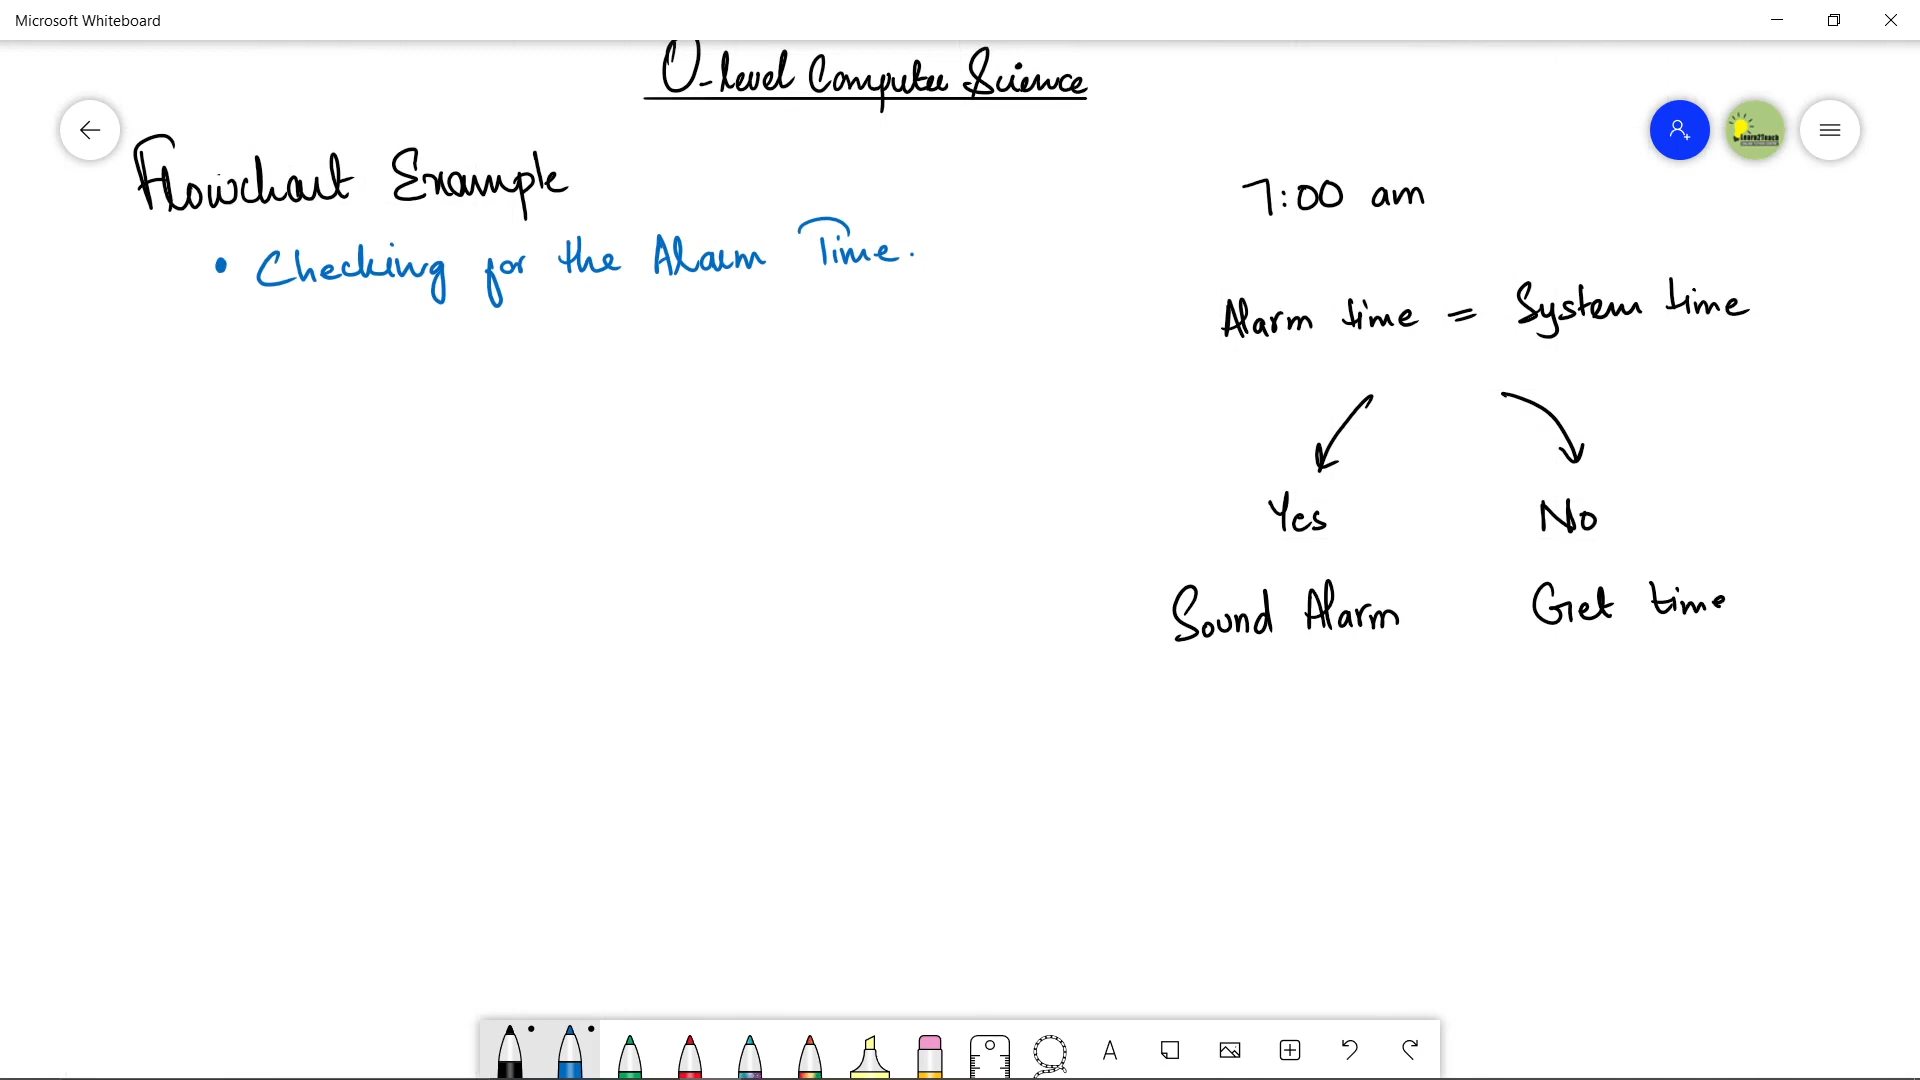 Microsoft Whiteboard
O-Level Computer Science
Flowchart Example
• Checking for the Alarm Time.
7:00 am
Alarm time = System time
Yes
No
Sound Alarm
Get time
Learn2Teach
A